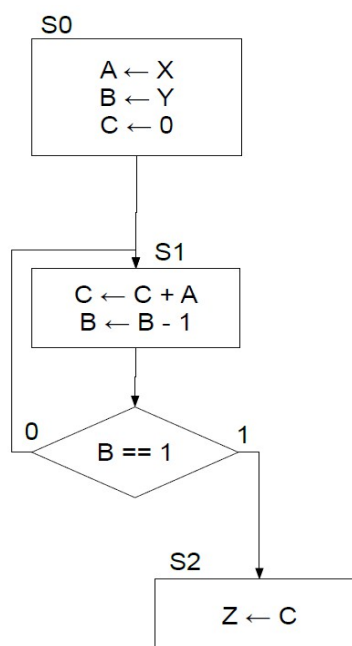 S0
A ← X
B ← Y
C ← 0
S1
C ← C + A
B ← B - 1
0
B == 1
1
S2
Z ← C